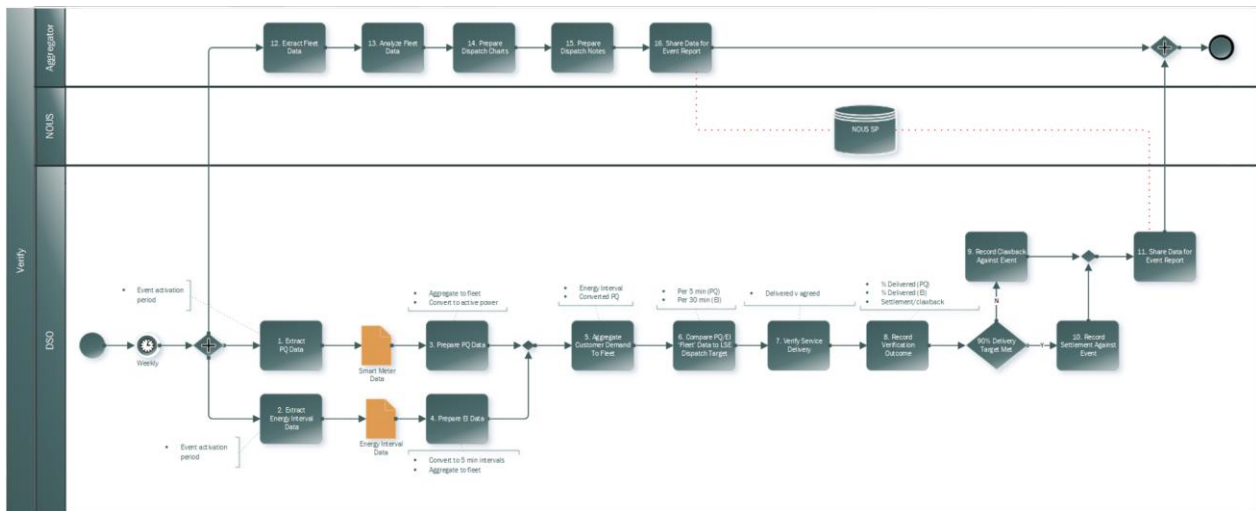 Verify
Aggregator
NOUS
DSO
12. Extract Fleet
Data
13. Analyze Fleet
Data
14. Prepare
Dispatch Charts
15. Prepare
Dispatch Notes
16. Share Data for
Event Report
NOUS SP
Weekly
• Event activation
period
1. Extract
PQ Data
Smart Meter
Data
• Aggregate to fleet
• Convert to active power
3. Prepare PQ Data
2. Extract
Energy Interval
Data
• Event activation
period
Energy Interval
Data
4. Prepare EI Data
• Convert to 5 min intervals
• Aggregate to fleet
• Energy Interval
• Converted PQ
5. Aggregate
Customer Demand
To Fleet
• Per 5 min (PQ)
• Per 30 min (EI)
6. Compare PQ/EI
'Fleet' Data to LSE
Dispatch Target
• Delivered v agreed
7. Verify Service
Delivery
• % Delivered (PQ)
• % Delivered (EI)
• Settlement/clawback
8. Record
Verification
Outcome
90% Delivery
Target Met
N
Y
9. Record Clawback
Against Event
10. Record
Settlement Against
Event
11. Share Data for
Event Report